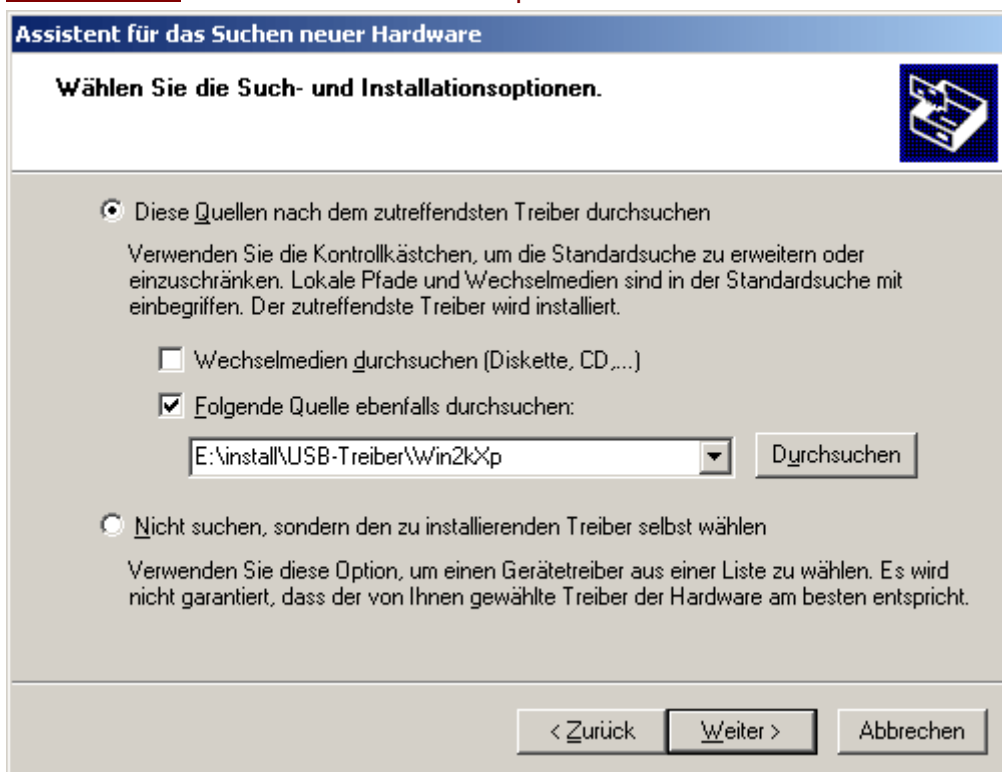 Assistent für das Suchen neuer Hardware
Wählen Sie die Such- und Installationsoptionen.
Diese Quellen nach dem zutreffendsten Treiber durchsuchen
Verwenden Sie die Kontrollkästchen, um die Standardsuche zu erweitern oder
einzuschränken. Lokale Pfade und Wechselmedien sind in der Standardsuche mit
einbegriffen. Der zutreffendste Treiber wird installiert.
Wechselmedien durchsuchen (Diskette, CD,...)
Folgende Quelle ebenfalls durchsuchen:
E:\install\USB-Treiber\Win2kXp
Durchsuchen
Nicht suchen, sondern den zu installierenden Treiber selbst wählen
Verwenden Sie diese Option, um einen Gerätetreiber aus einer Liste zu wählen. Es wird
nicht garantiert, dass der von Ihnen gewählte Treiber der Hardware am besten entspricht.
< Zurück
Weiter >
Abbrechen